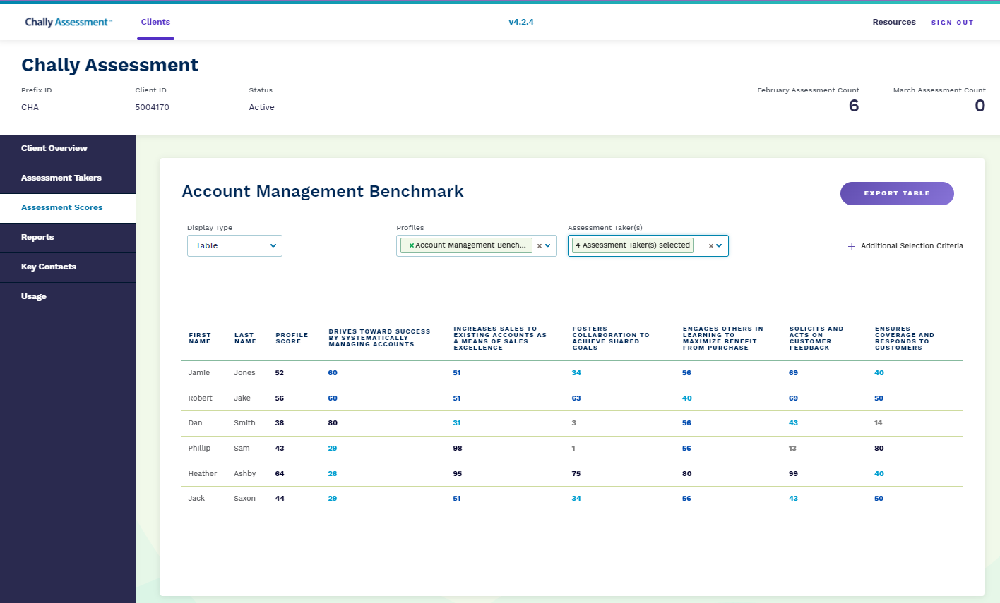 Chally Assessment™ Clients v4.2.4 Resources SIGN OUT
Chally Assessment
Prefix ID Client ID Status February Assessment Count March Assessment Count
CHA 5004170 Active 6 0
Client Overview
Assessment Takers
Assessment Scores
Reports
Key Contacts
Usage
Account Management Benchmark
EXPORT TABLE
Display Type Profiles Assessment Taker(s)
Table × Account Management Bench... × 4 Assessment Taker(s) selected × + Additional Selection Criteria
FIRST NAME
LAST NAME
PROFILE SCORE
DRIVES TOWARD SUCCESS BY SYSTEMATICALLY MANAGING ACCOUNTS
INCREASES SALES TO EXISTING ACCOUNTS AS A MEANS OF SALES EXCELLENCE
FOSTERS COLLABORATION TO ACHIEVE SHARED GOALS
ENGAGES OTHERS IN LEARNING TO MAXIMIZE BENEFIT FROM PURCHASE
SOLICITS AND ACTS ON CUSTOMER FEEDBACK
ENSURES COVERAGE AND RESPONDS TO CUSTOMERS
Jamie Jones 52 60 51 34 56 69 40
Robert Jake 56 60 51 63 40 69 50
Dan Smith 38 80 31 3 56 43 14
Phillip Sam 43 29 98 1 56 13 80
Heather Ashby 64 26 95 75 80 99 40
Jack Saxon 44 29 51 34 56 43 50